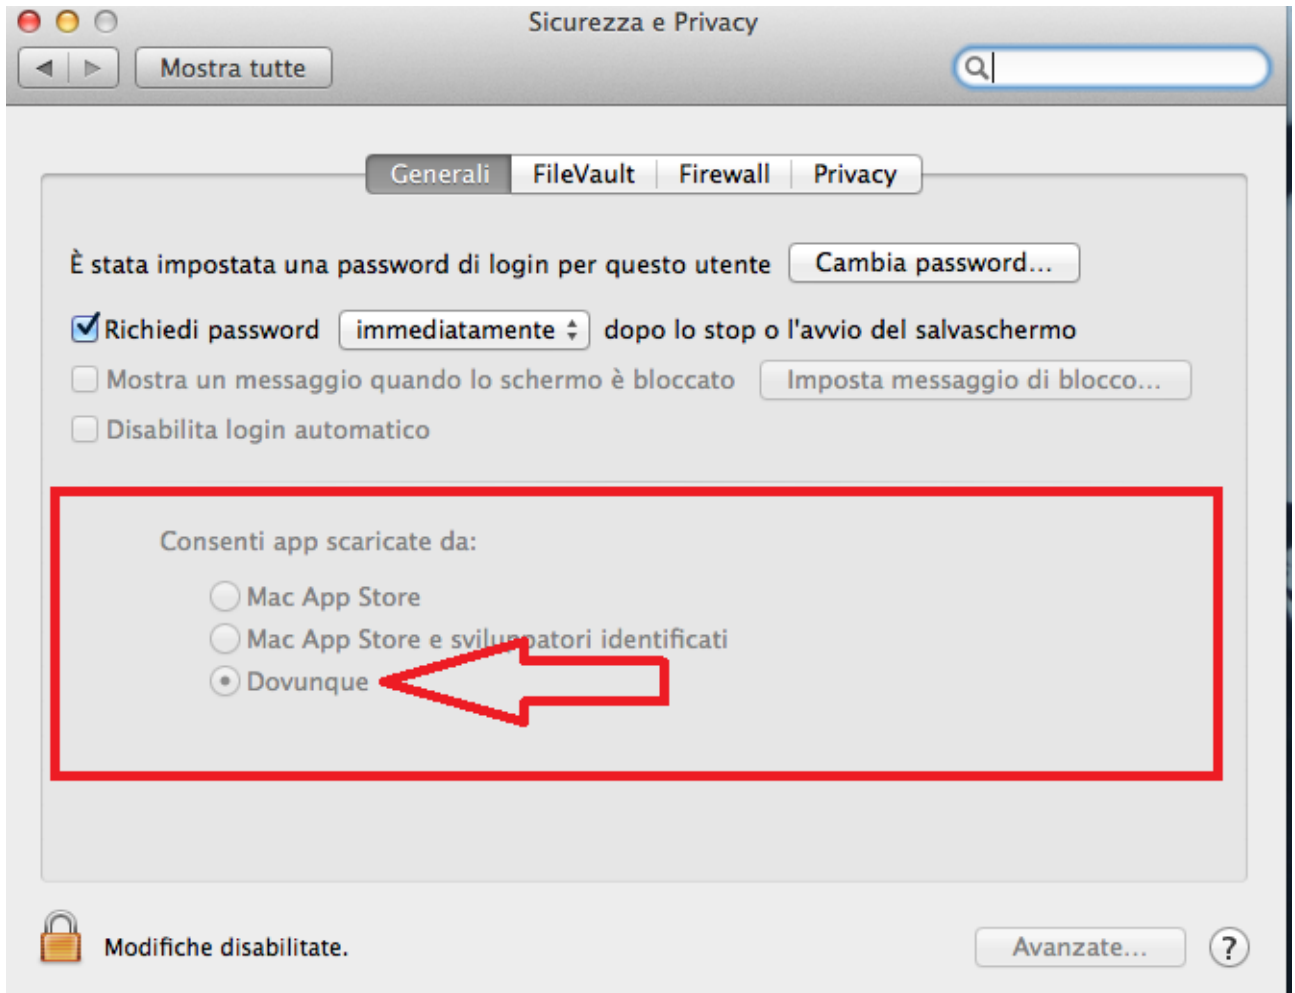 Sicurezza e Privacy
Mostra tutte
Generali FileVault Firewall Privacy
È stata impostata una password di login per questo utente Cambia password...
Richiedi password immediatamente dopo lo stop o l'avvio del salvaschermo
Mostra un messaggio quando lo schermo è bloccato Imposta messaggio di blocco...
Disabilita login automatico
Consenti app scaricate da:
Mac App Store
Mac App Store e sviluppatori identificati
Dovunque
Modifiche disabilitate. Avanzate... ?